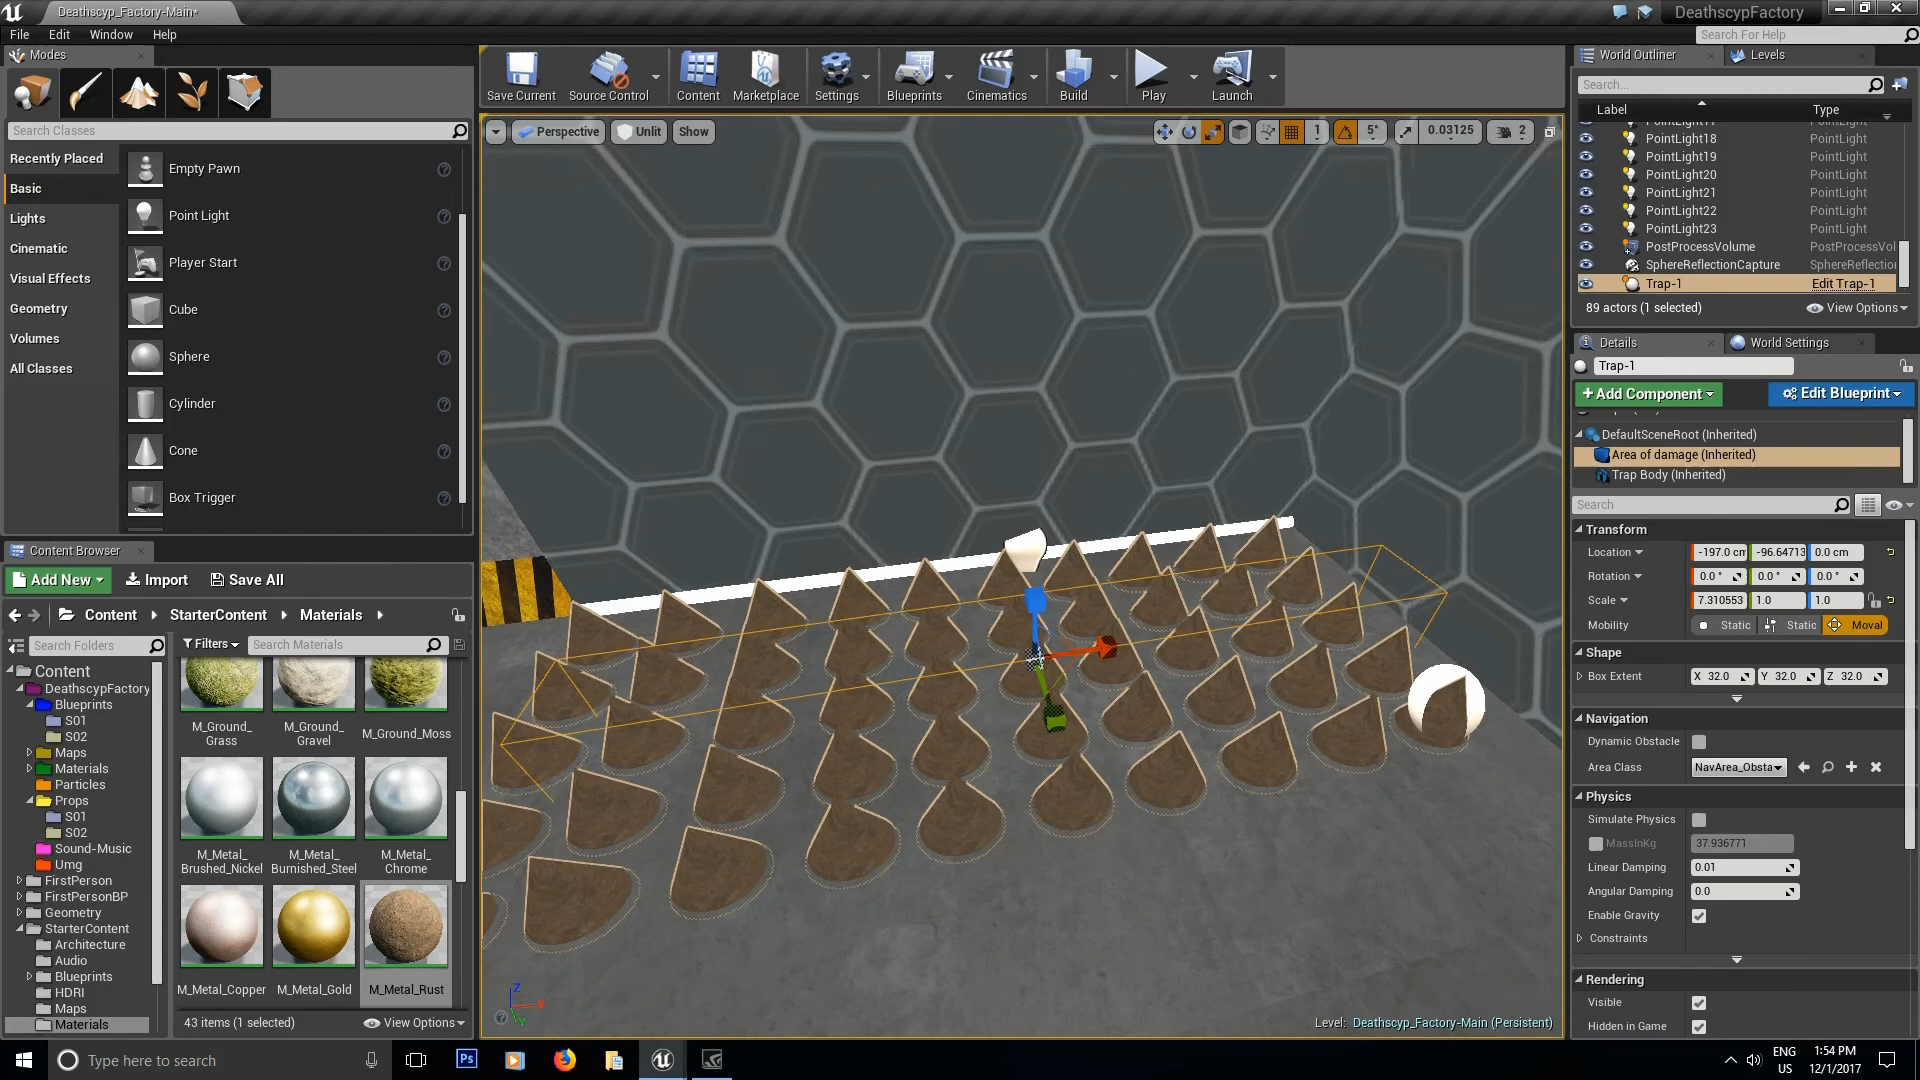 Deathscyp_Factory-Main*
DeathscypFactory
File Edit Window Help
Search For Help
Modes
Search Classes
Recently Placed
Basic
Lights
Cinematic
Visual Effects
Geometry
Volumes
All Classes
Empty Pawn
Point Light
Player Start
Cube
Sphere
Cylinder
Cone
Box Trigger
Save Current Source Control Content Marketplace Settings Blueprints Cinematics Build Play Launch
Perspective Unlit Show
1 5° 0.03125 2
Level: Deathscyp_Factory-Main (Persistent)
Z
Y
Content Browser
Add New Import Save All
Content StarterContent Materials
Search Folders
Filters Search Materials
Content
DeathscypFactory
Blueprints
S01
S02
Maps
Materials
Particles
Props
S01
S02
Sound-Music
Umg
FirstPerson
FirstPersonBP
Geometry
StarterContent
Architecture
Audio
Blueprints
HDRI
Maps
Materials
M_Ground_
Grass
M_Ground_
Gravel
M_Ground_Moss
M_Metal_
Brushed_Nickel
M_Metal_
Burnished_Steel
M_Metal_
Chrome
M_Metal_Copper
M_Metal_Gold
M_Metal_Rust
43 items (1 selected) View Options
World Outliner Levels
Search...
Label Type
PointLight18 PointLight
PointLight19 PointLight
PointLight20 PointLight
PointLight21 PointLight
PointLight22 PointLight
PointLight23 PointLight
PostProcessVolume PostProcessVol
SphereReflectionCapture SphereReflection
Trap-1 Edit Trap-1
89 actors (1 selected) View Options
Details World Settings
Trap-1
+Add Component Edit Blueprint
DefaultSceneRoot (Inherited)
Area of damage (Inherited)
Trap Body (Inherited)
Search
Transform
Location -197.0 cm -96.64713 0.0 cm
Rotation 0.0 ° 0.0 ° 0.0 °
Scale 7.310553 1.0 1.0
Mobility Static Static Moval
Shape
Box Extent X 32.0 Y 32.0 Z 32.0
Navigation
Dynamic Obstacle
Area Class NavArea_Obsta
Physics
Simulate Physics
MassInKg 37.936771
Linear Damping 0.01
Angular Damping 0.0
Enable Gravity
Constraints
Rendering
Visible
Hidden in Game
Type here to search
Ps
ENG
US
1:54 PM
12/1/2017